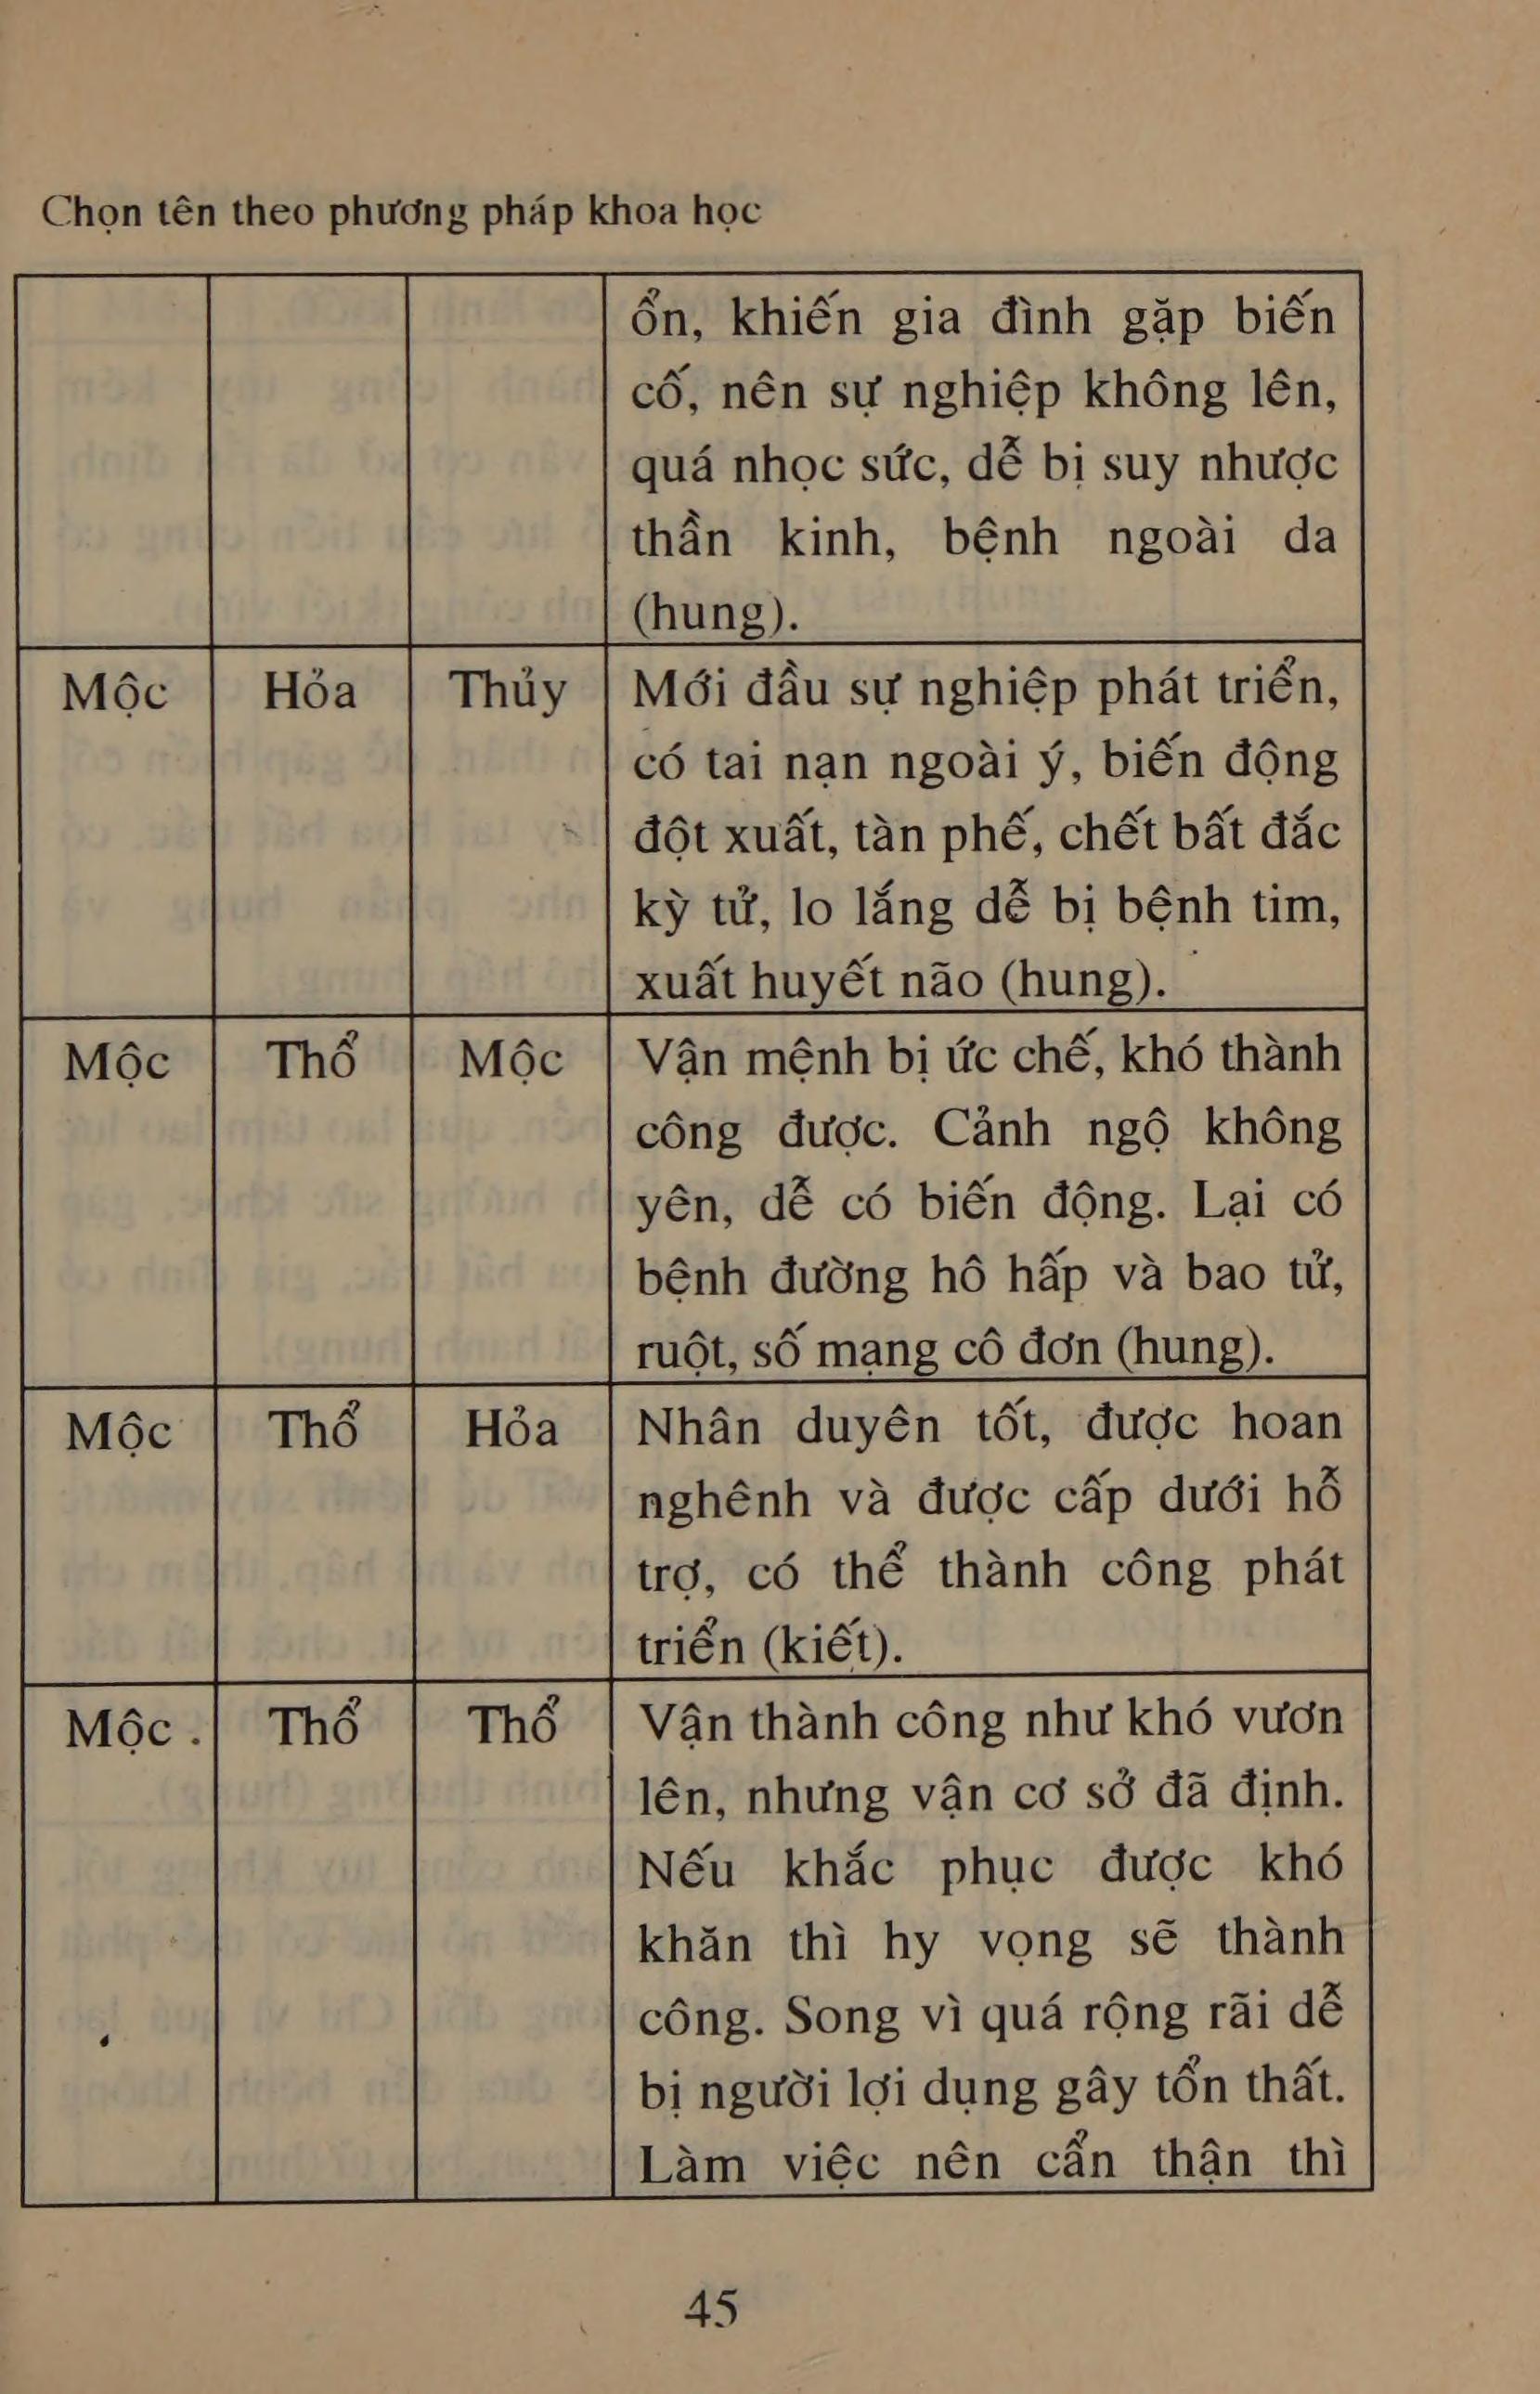 Chọn tên theo phương pháp khoa học
ổn, khiến gia đình gặp biến
cố, nên sự nghiệp không lên,
quá nhọc sức, dễ bị suy nhược
thần kinh, bệnh ngoài da
(hung).
Mộc Hỏa Thủy Mới đầu sự nghiệp phát triển,
có tai nạn ngoài ý, biến động
đột xuất, tàn phế, chết bất đắc
kỳ tử, lo lắng dễ bị bệnh tim,
xuất huyết não (hung).
Mộc Thổ Mộc Vận mệnh bị ức chế, khó thành
công được. Cảnh ngộ không
yên, dễ có biến động. Lại có
bệnh đường hô hấp và bao tử,
ruột, số mạng cô đơn (hung).
Mộc Thổ Hỏa Nhân duyên tốt, được hoan
nghênh và được cấp dưới hỗ
trợ, có thể thành công phát
triển (kiết).
Mộc Thổ Thổ Vận thành công như khó vươn
lên, nhưng vận cơ sở đã định.
Nếu khắc phục được khó
khăn thì hy vọng sẽ thành
công. Song vì quá rộng rãi dễ
bị người lợi dụng gây tổn thất.
Làm việc nên cẩn thận thì
45